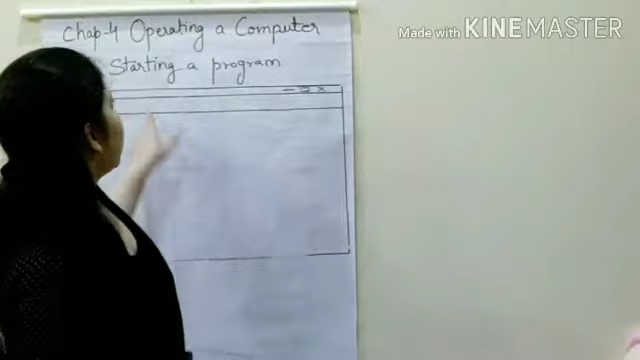 Chap-4 Operating a Computer
Starting a program
Made with KINEMASTER